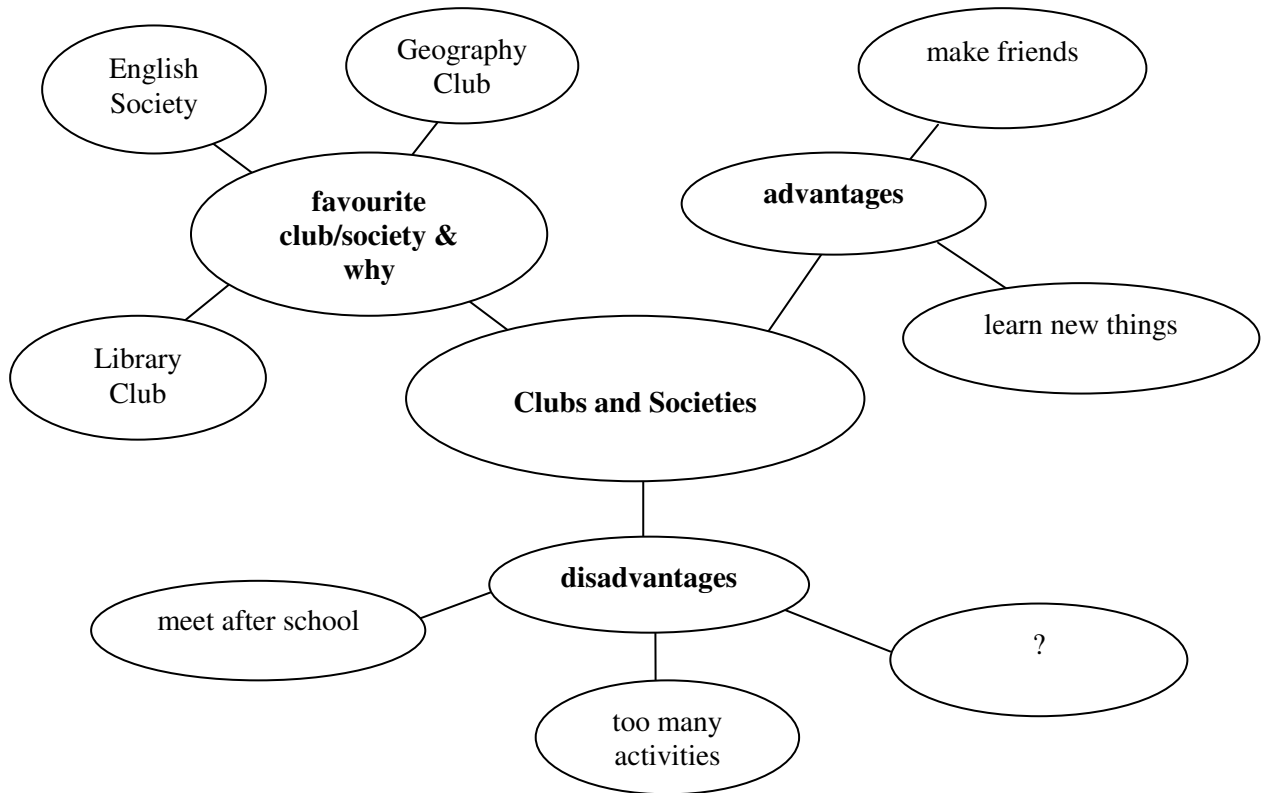 English
Society
Geography
Club
make friends
favourite
club/society &
why
advantages
Library
Club
learn new things
Clubs and Societies
disadvantages
meet after school
?
too many
activities